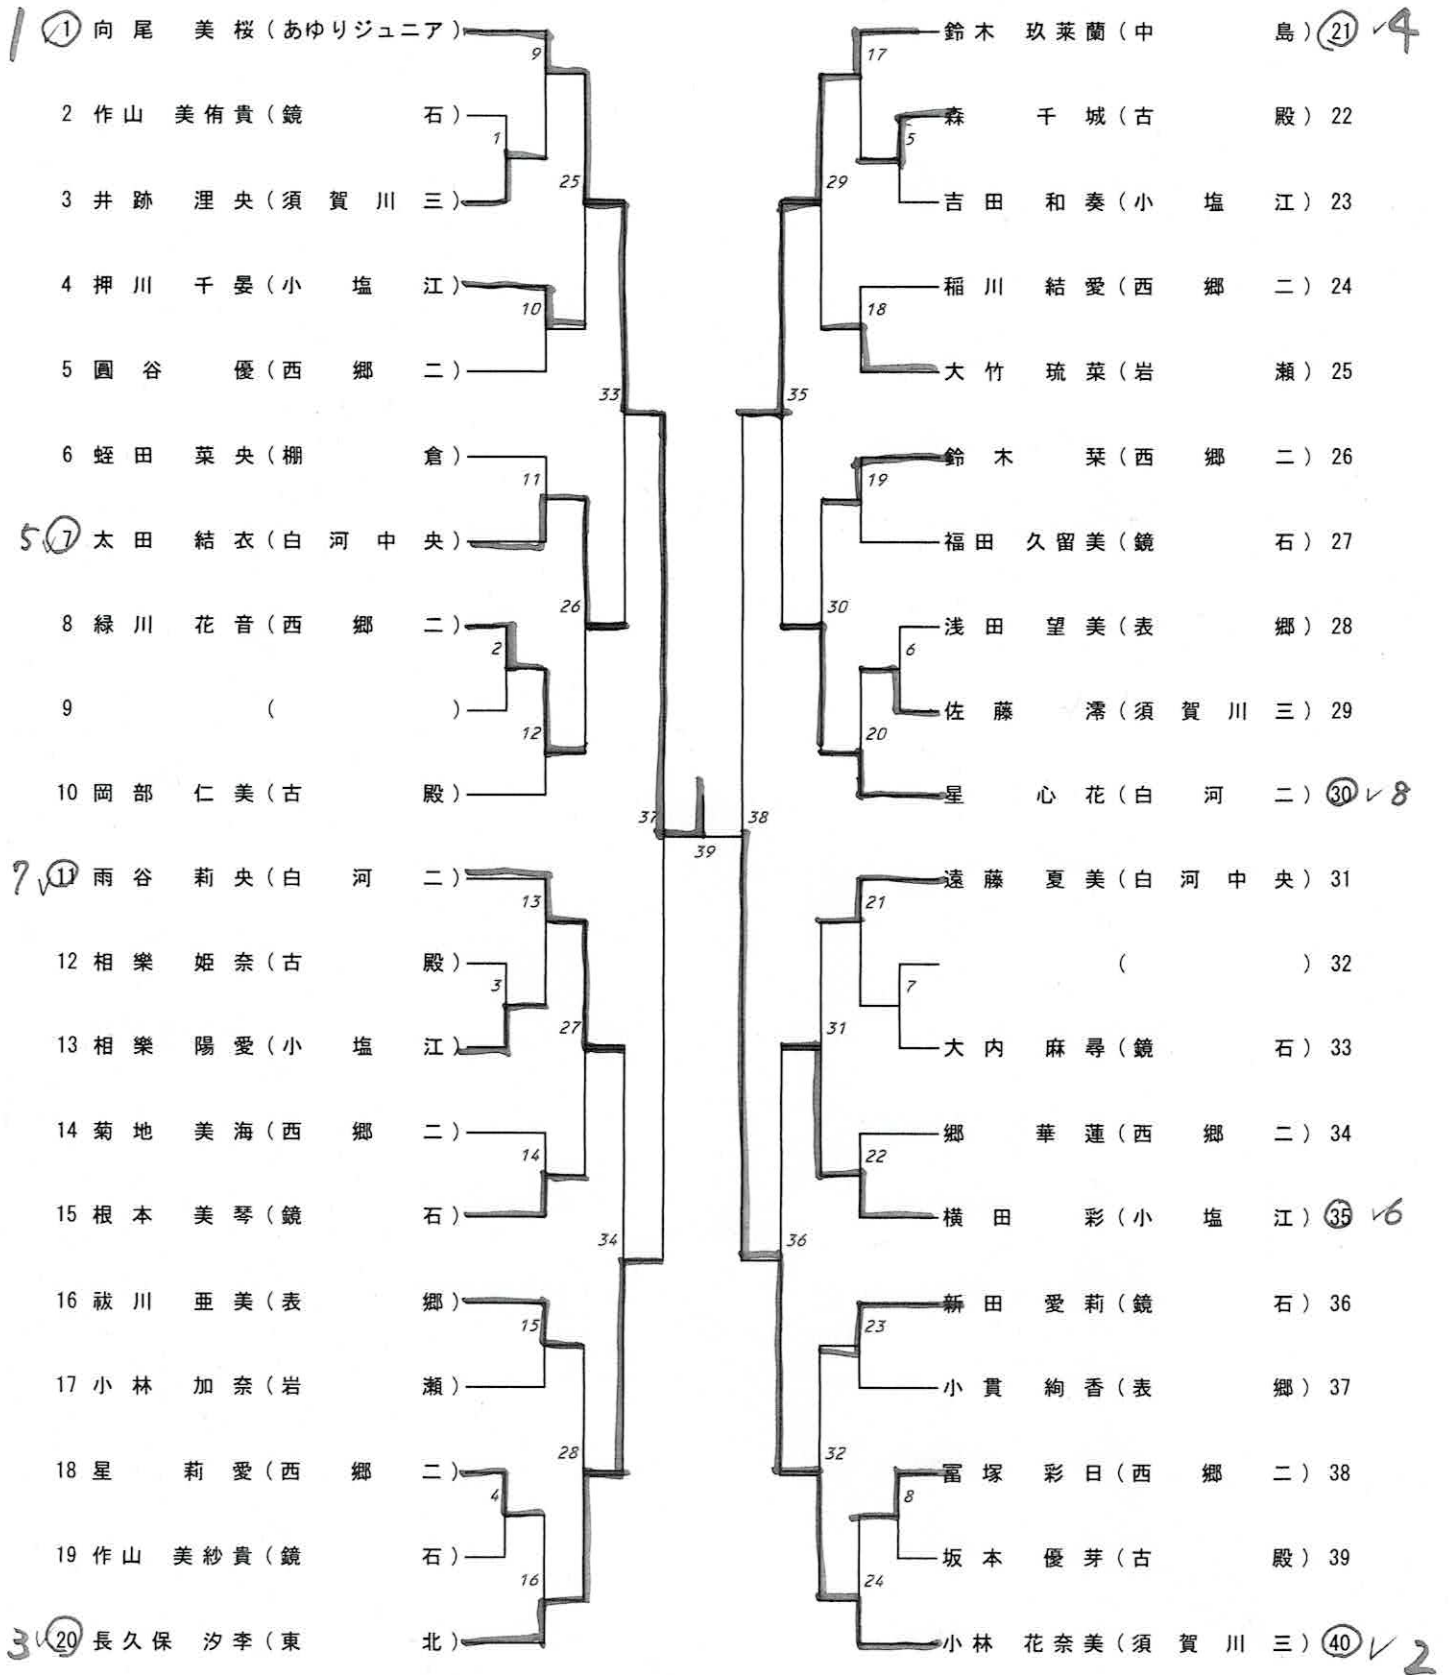 1 ① 向尾 美桜 (あゆりジュニア)
2 作山 美侑貴 (鏡石)
3 井跡 浬央 (須賀川三)
4 押川 千晏 (小塩江)
5 圓谷 優 (西郷二)
6 蛭田 菜央 (棚倉)
5 ⑦ 太田 結衣 (白河中央)
8 緑川 花音 (西郷二)
9 ( )
10 岡部 仁美 (古殿)
7 ⑪ 雨谷 莉央 (白河二)
12 相樂 姫奈 (古殿)
13 相樂 陽愛 (小塩江)
14 菊地 美海 (西郷二)
15 根本 美琴 (鏡石)
16 祓川 亜美 (表郷)
17 小林 加奈 (岩瀬)
18 星 莉愛 (西郷二)
19 作山 美紗貴 (鏡石)
3 ⑳ 長久保 汐李 (東北)
9
1
25
10
33
11
26
2
12
37
13
3
27
14
34
15
28
4
16
39
鈴木 玖莱蘭 (中島) ㉑ 4
森 千城 (古殿) 22
吉田 和奏 (小塩江) 23
稲川 結愛 (西郷二) 24
大竹 琉菜 (岩瀬) 25
鈴木 栞 (西郷二) 26
福田 久留美 (鏡石) 27
浅田 望美 (表郷) 28
佐藤 澪 (須賀川三) 29
星 心花 (白河二) ㉚ 8
遠藤 夏美 (白河中央) 31
( ) 32
大内 麻尋 (鏡石) 33
郷 華蓮 (西郷二) 34
横田 彩 (小塩江) ㉟ 6
新田 愛莉 (鏡石) 36
小貫 絢香 (表郷) 37
冨塚 彩日 (西郷二) 38
坂本 優芽 (古殿) 39
小林 花奈美 (須賀川三) ㊵ 2
17
5
29
18
35
19
30
6
20
38
21
7
31
22
36
23
32
8
24